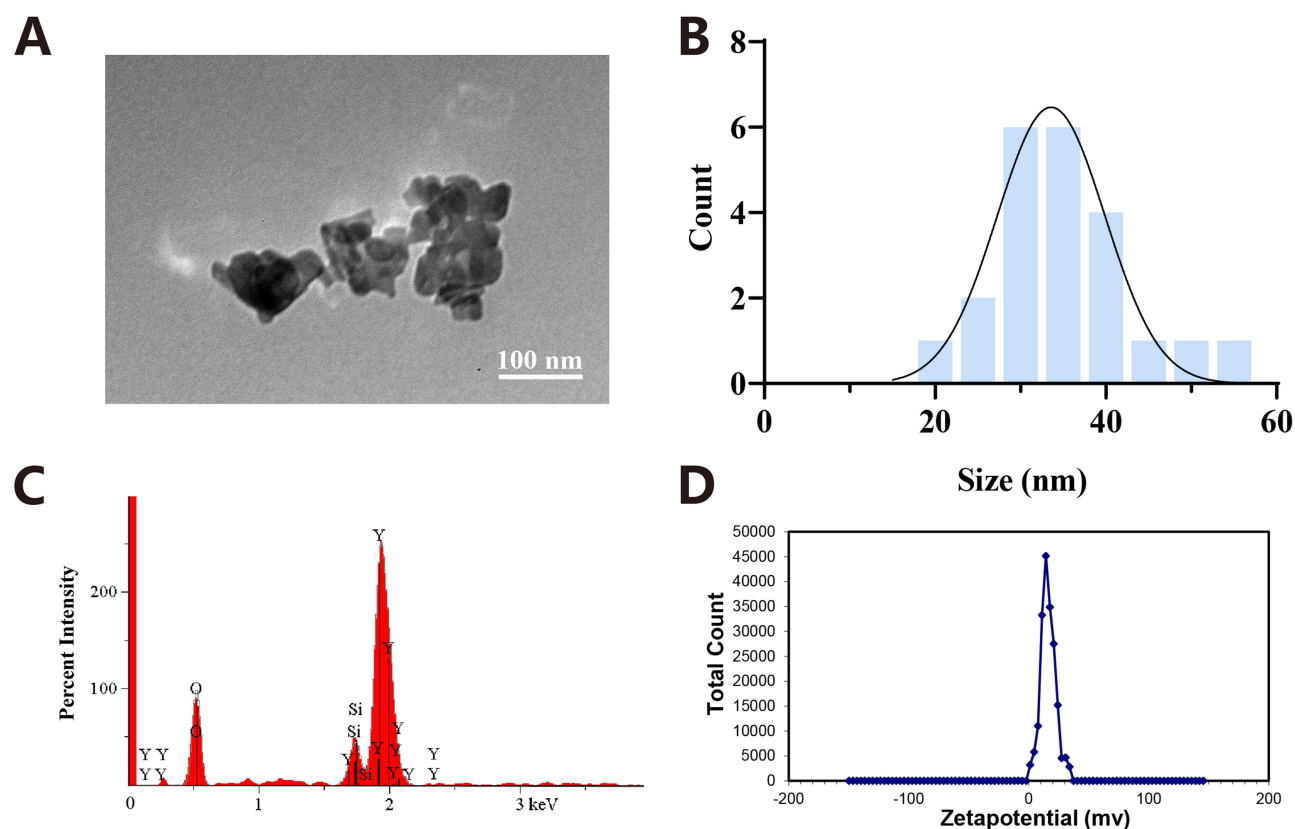 A
100 nm
B
8
6
4
2
0
0 20 40 60
Count
Size (nm)
C
Percent Intensity
200
100
Y
Y
O
Si
O
Si
Y
Y Y
Y
Y
Y
Y
Y
Y Y
Si
Y
Y
Y
0 1 2 3 keV
D
50000
45000
40000
35000
30000
25000
20000
15000
10000
5000
0
-200 -100 0 100 200
Total Count
Zetapotential (mv)